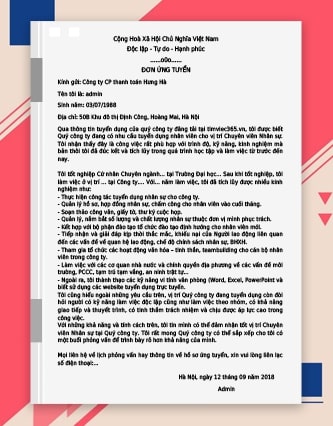 Cộng Hoà Xã Hội Chủ Nghĩa Việt Nam
Độc lập - Tự do - Hạnh phúc
......o0o......
ĐƠN ỨNG TUYỂN
Kính gửi: Công ty CP thanh toán Hưng Hà
Tên tôi là: admin
Sinh năm: 03/07/1988
Địa chỉ: 50B Khu đô thị Định Công, Hoàng Mai, Hà Nội
Qua thông tin tuyển dụng của quý công ty đăng tải tại timviec365.vn, tôi được biết
Quý công ty đang có nhu cầu tuyển dụng nhân viên cho vị trí Chuyên viên Nhân sự.
Tôi nhận thấy đây là công việc rất phù hợp với trình độ, kỹ năng, kinh nghiệm mà
bản thân tôi đã đúc kết và tích lũy trong quá trình học tập và làm việc từ trước đến
nay.
Tôi tốt nghiệp Cử nhân Chuyên ngành... tại Trường Đại học... Sau khi tốt nghiệp, tôi
làm việc ở vị trí ... tại Công ty.... Với... năm làm việc, tôi đã tích lũy được nhiều kinh
nghiệm như:
- Thực hiện công tác tuyển dụng nhân sự cho công ty.
- Quản lý hồ sơ, hợp đồng nhân sự, chấm công cho nhân viên vào cuối tháng.
- Soạn thảo công văn, giấy tờ, thư ký cuộc họp.
- Quản lý, nắm bắt số lượng và chất lượng nhân sự thuộc đơn vị mình phục trách.
- Kết hợp với bộ phận đào tạo tổ chức đào tạo định hướng cho nhân viên mới.
- Tiếp nhận và giải đáp kịp thời thắc mắc, khiếu nại của Người lao động liên quan
đến các vấn đề về quan hệ lao động, chế độ chính sách nhân sự, BHXH.
- Tham gia tổ chức các hoạt động văn hóa – tinh thần, teambuilding cho cán bộ nhân
viên trong công ty.
- Làm việc với các cơ quan nhà nước và chính quyền địa phương về các vấn đề môi
trường, PCCC, tạm trú tạm vắng, an ninh trật tự...
- Ngoài ra, tôi thành thạo các kỹ năng vi tính văn phòng (Word, Excel, PowerPoint) và
biết sử dụng các website tuyển dụng trực tuyến.
Tôi cũng hiểu ngoài những yêu cầu trên, vị trí Quý công ty đang tuyển dụng còn đòi
hỏi người có kỹ năng làm việc độc lập cũng như làm việc theo nhóm, có khả năng
giao tiếp và thuyết phục, có tinh thần trách nhiệm và chịu được áp lực cao trong
công việc.
Với những khả năng và tính cách trên, tôi tin mình có thể đảm nhận tốt vị trí Chuyên
viên Nhân sự tại Quý công ty. Tôi rất mong Quý công ty có thể sắp xếp cho tôi có
một buổi phỏng vấn để trình bày rõ hơn khả năng của mình.
Mọi liên hệ về lịch phỏng vấn hay thông tin về hồ sơ ứng tuyển, xin vui lòng liên lạc
số điện thoại:...
Hà Nội, ngày 12 tháng 09 năm 2018
Admin